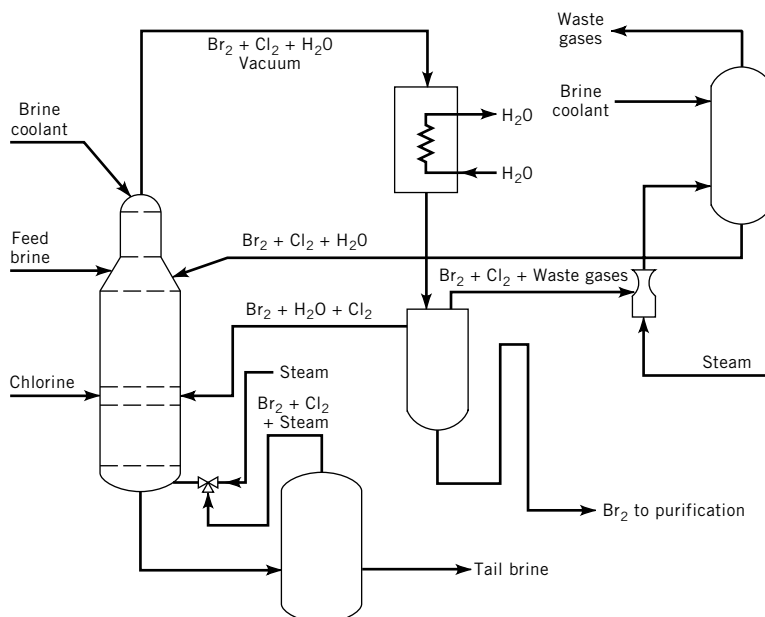 Waste
gases
Br₂ + Cl₂ + H₂O
Vacuum
Brine
coolant
H₂O
Brine
coolant
H₂O
Feed
brine
Br₂ + Cl₂ + H₂O
Br₂ + Cl₂ + Waste gases
Br₂ + H₂O + Cl₂
Steam
Chlorine
Steam
Br₂ + Cl₂
+ Steam
Br₂ to purification
Tail brine